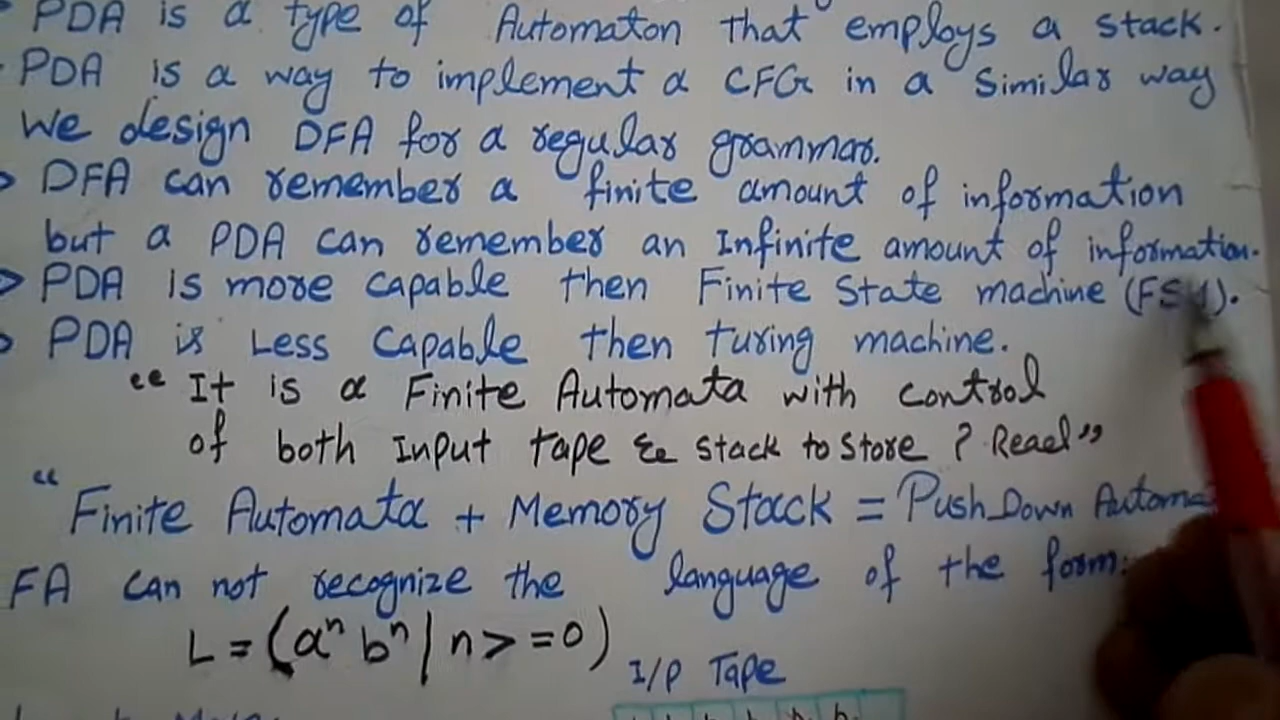 PDA is a type of Automaton that employs a stack.
PDA is a way to implement a CFG in a Similar way
We design DFA for a regular grammar.
DFA can remember a finite amount of information
but a PDA can remember an Infinite amount of information.
PDA is more capable then Finite State machine (FSM).
PDA is Less Capable then turing machine.
“ It is a Finite Automata with control
of both Input tape & Stack to Store ? Read”
“ Finite Automata + Memory Stack = Push_Down
FA can not recognize the language of the form:
L = (aⁿ bⁿ | n >= 0)
I/P Tape